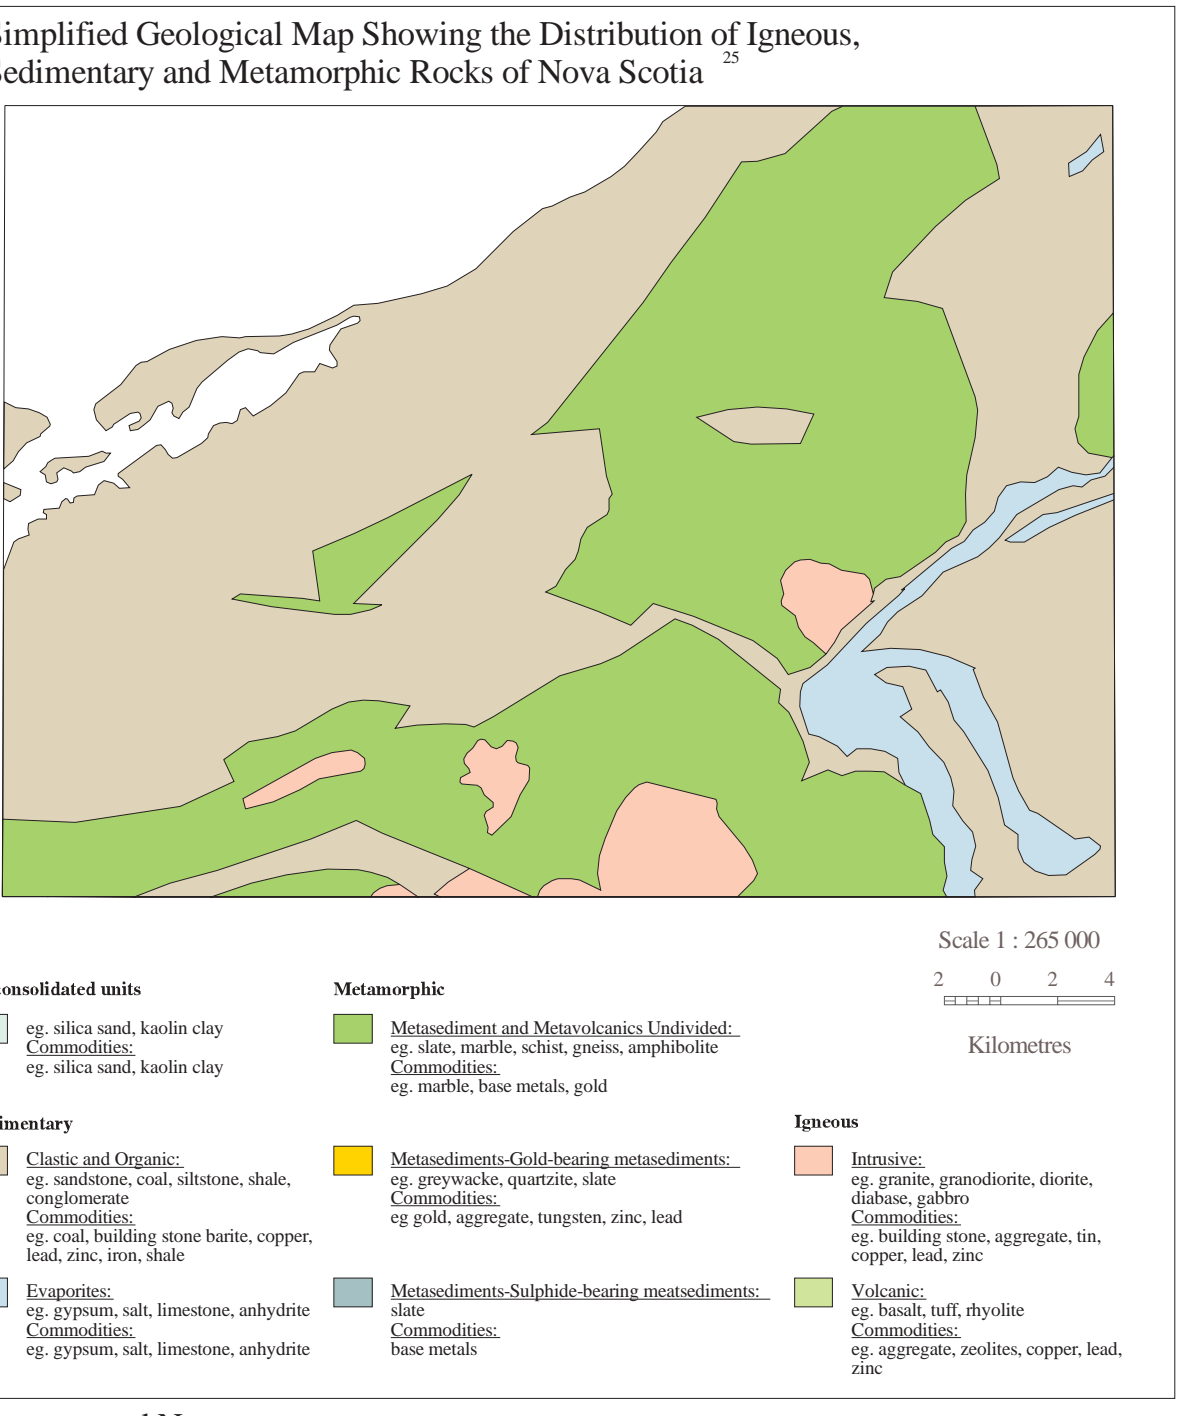 Simplified Geological Map Showing the Distribution of Igneous,
Sedimentary and Metamorphic Rocks of Nova Scotia 25
Scale 1 : 265 000
2 0 2 4
Kilometres
consolidated units
eg. silica sand, kaolin clay
Commodities:
eg. silica sand, kaolin clay
Metamorphic
Metasediment and Metavolcanics Undivided:
eg. slate, marble, schist, gneiss, amphibolite
Commodities:
eg. marble, base metals, gold
imentary
Clastic and Organic:
eg. sandstone, coal, siltstone, shale,
conglomerate
Commodities:
eg. coal, building stone barite, copper,
lead, zinc, iron, shale
Metasediments-Gold-bearing metasediments:
eg. greywacke, quartzite, slate
Commodities:
eg gold, aggregate, tungsten, zinc, lead
Igneous
Intrusive:
eg. granite, granodiorite, diorite,
diabase, gabbro
Commodities:
eg. building stone, aggregate, tin,
copper, lead, zinc
Evaporites:
eg. gypsum, salt, limestone, anhydrite
Commodities:
eg. gypsum, salt, limestone, anhydrite
Metasediments-Sulphide-bearing meatsediments:
slate
Commodities:
base metals
Volcanic:
eg. basalt, tuff, rhyolite
Commodities:
eg. aggregate, zeolites, copper, lead,
zinc